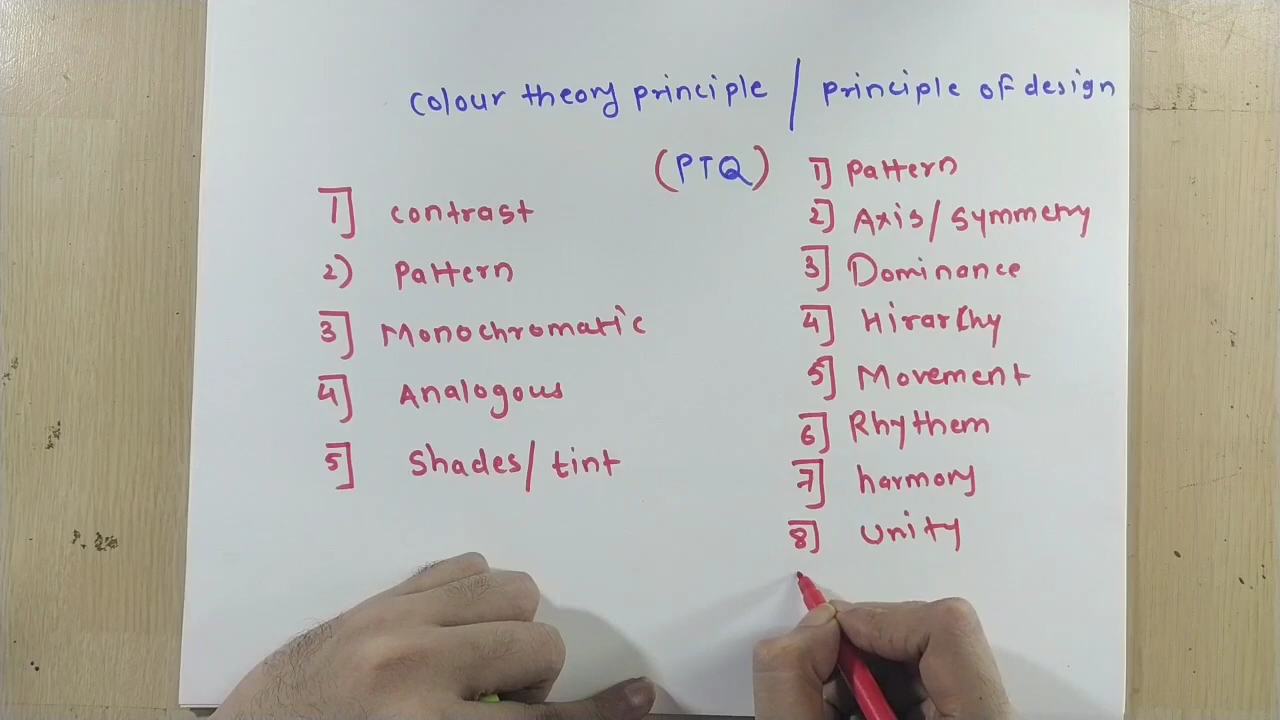 colour theory principle / principle of design
(PTQ)
1] contrast
2) Pattern
3] Monochromatic
4] Analogous
5] Shades/tint
1] Pattern
2] Axis/symmetry
3] Dominance
4] Hirarchy
5] Movement
6] Rhythem
7] harmony
8] Unity